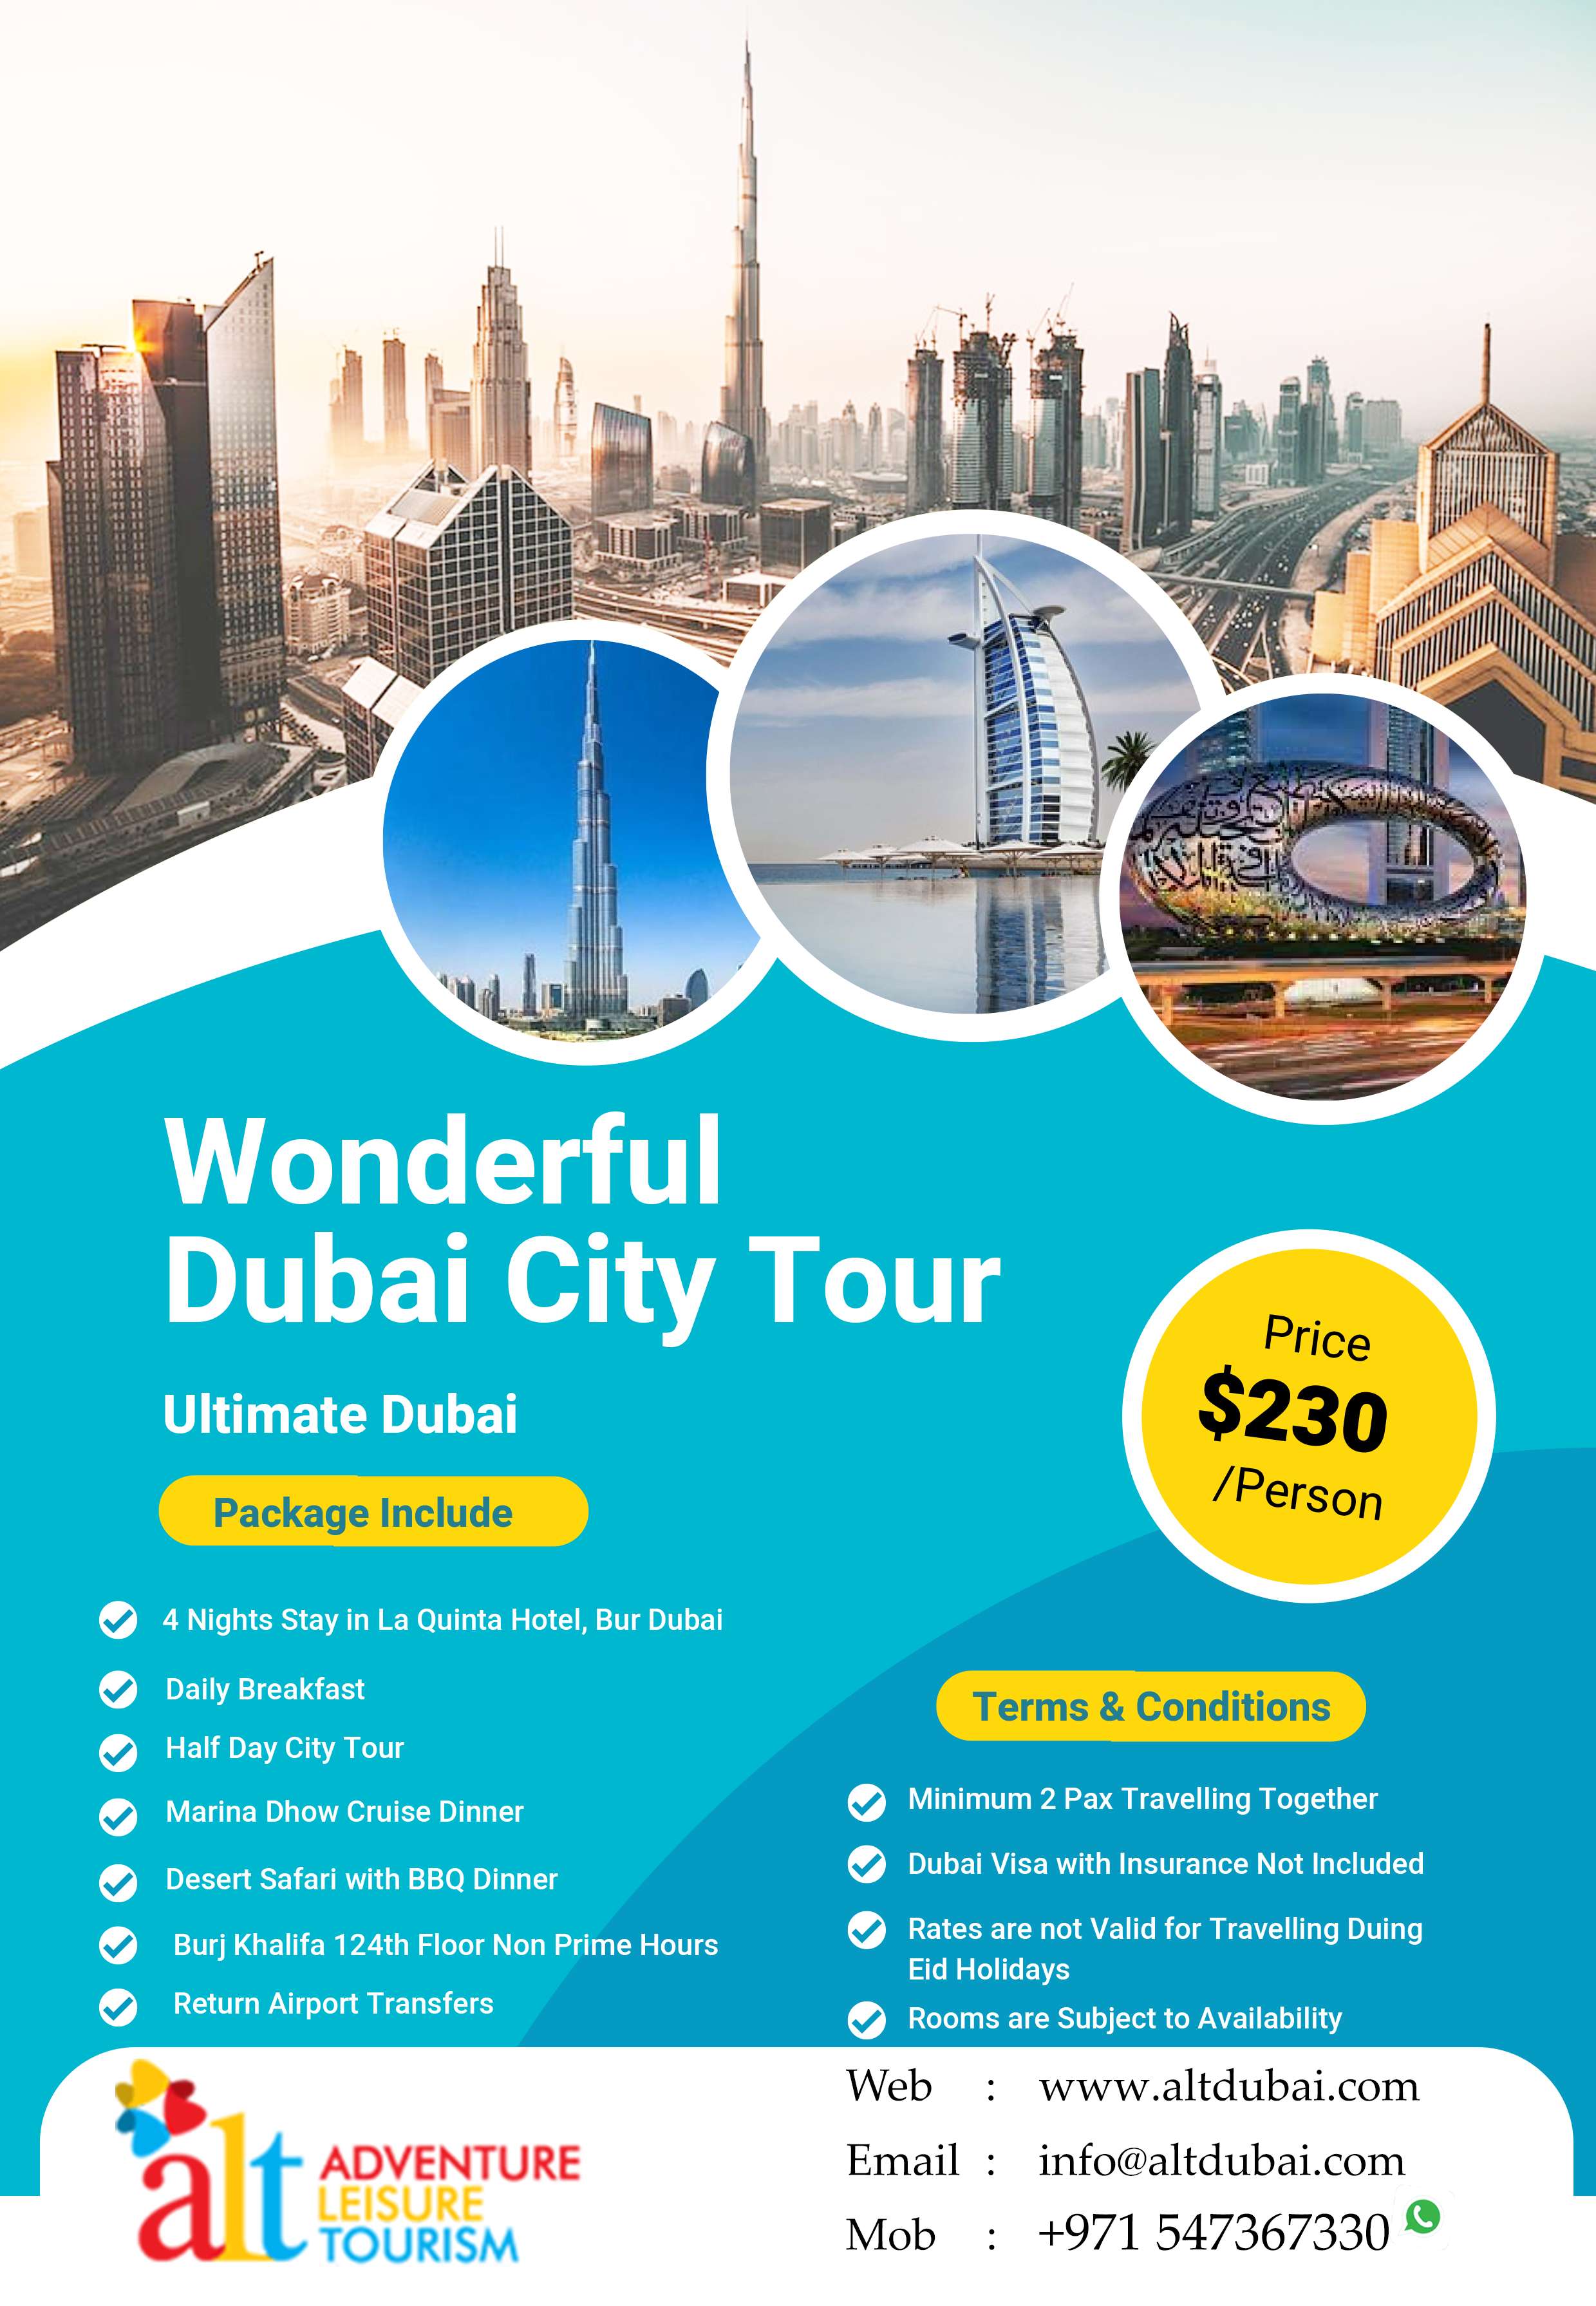 Wonderful
Dubai City Tour
Ultimate Dubai
Price
$230
/Person
Package Include
4 Nights Stay in La Quinta Hotel, Bur Dubai
Daily Breakfast
Half Day City Tour
Marina Dhow Cruise Dinner
Desert Safari with BBQ Dinner
Burj Khalifa 124th Floor Non Prime Hours
Return Airport Transfers
Terms & Conditions
Minimum 2 Pax Travelling Together
Dubai Visa with Insurance Not Included
Rates are not Valid for Travelling Duing
Eid Holidays
Rooms are Subject to Availability
alt ADVENTURE
LEISURE
TOURISM
Web : www.altdubai.com
Email : info@altdubai.com
Mob : +971 547367330